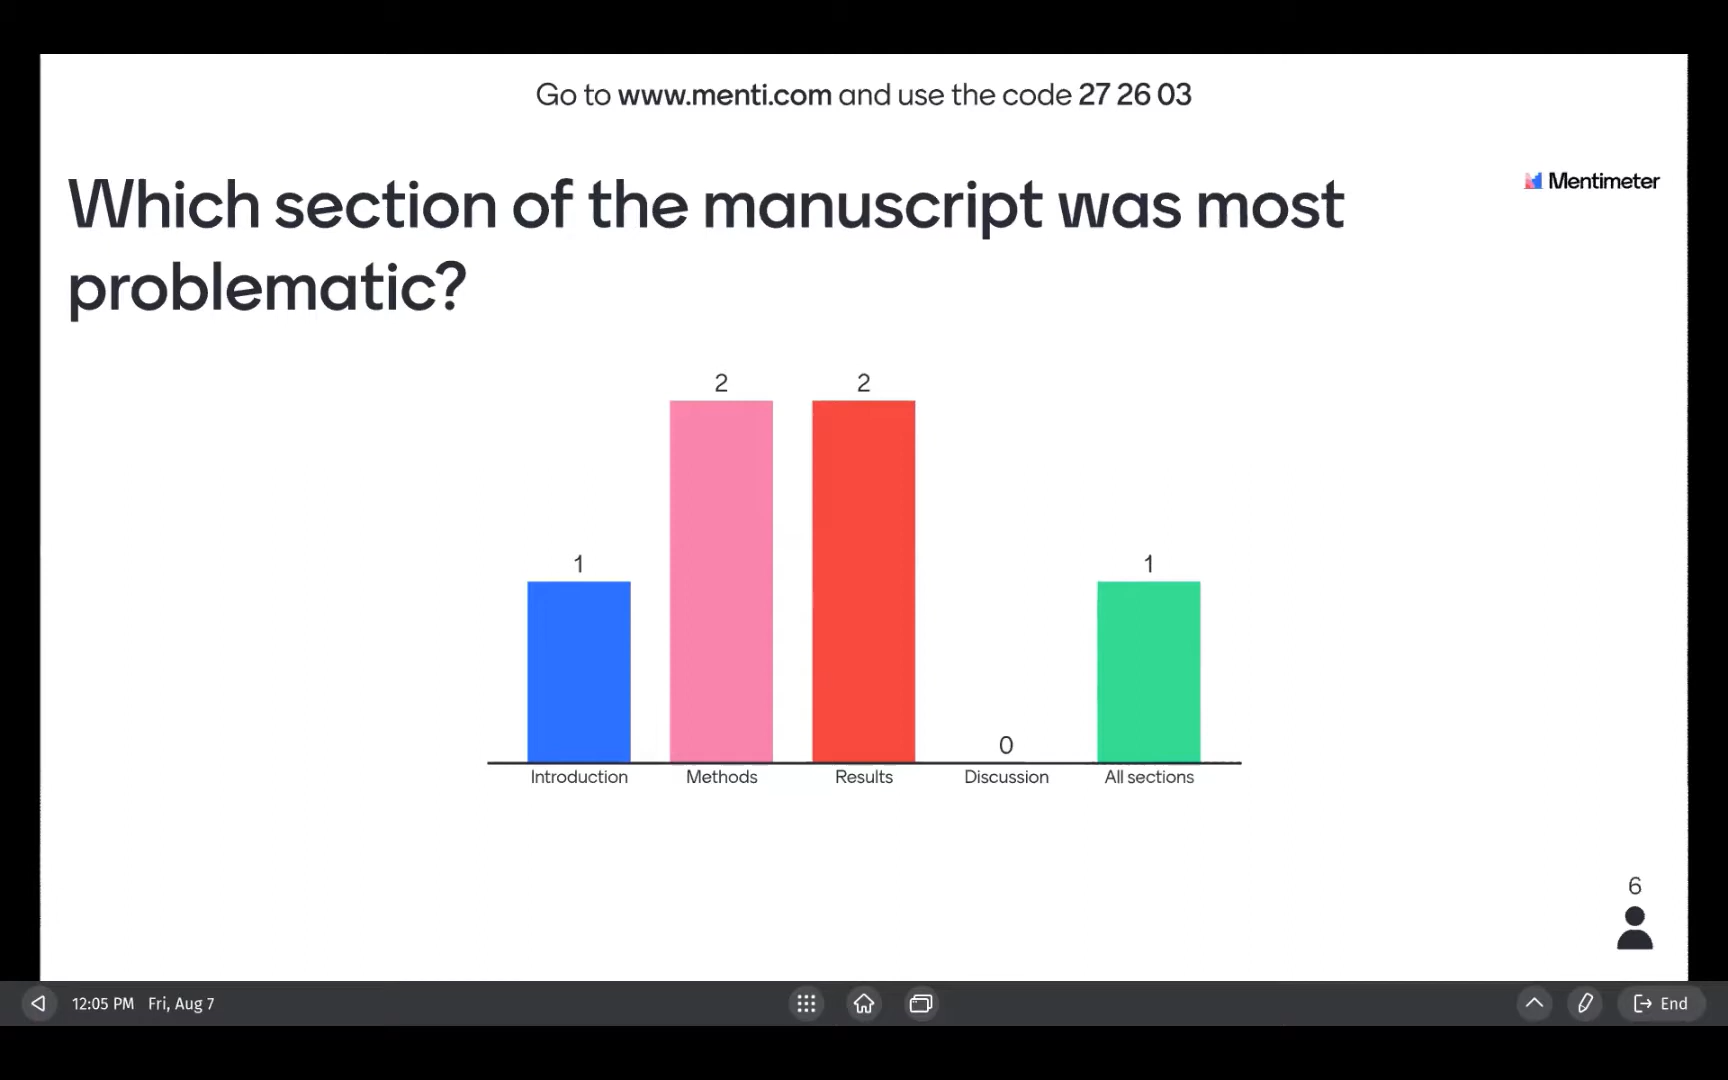 Go to www.menti.com and use the code 27 26 03
Which section of the manuscript was most
problematic?
Mentimeter
2 2
1 1
0
Introduction Methods Results Discussion All sections
6
12:05 PM Fri, Aug 7
End